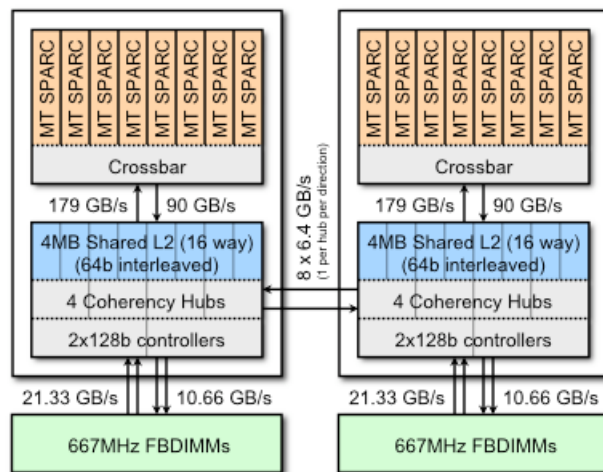 MT SPARC
MT SPARC
MT SPARC
MT SPARC
MT SPARC
MT SPARC
MT SPARC
MT SPARC
Crossbar
179 GB/s
90 GB/s
4MB Shared L2 (16 way)
(64b interleaved)
4 Coherency Hubs
2x128b controllers
21.33 GB/s
10.66 GB/s
667MHz FBDIMMs
8 x 6.4 GB/s
(1 per hub per direction)
MT SPARC
MT SPARC
MT SPARC
MT SPARC
MT SPARC
MT SPARC
MT SPARC
MT SPARC
Crossbar
179 GB/s
90 GB/s
4MB Shared L2 (16 way)
(64b interleaved)
4 Coherency Hubs
2x128b controllers
21.33 GB/s
10.66 GB/s
667MHz FBDIMMs